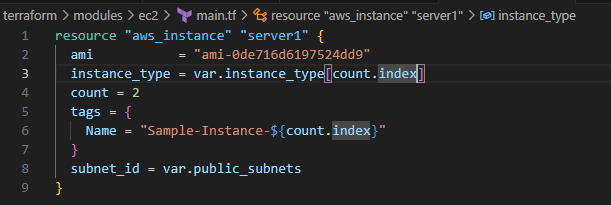 terraform > modules > ec2 > main.tf > resource "aws_instance" "server1" > instance_type
1 resource "aws_instance" "server1" {
2   ami           = "ami-0de716d6197524dd9"
3   instance_type = var.instance_type[count.index]
4   count = 2
5   tags = {
6     Name = "Sample-Instance-${count.index}"
7   }
8   subnet_id = var.public_subnets
9 }